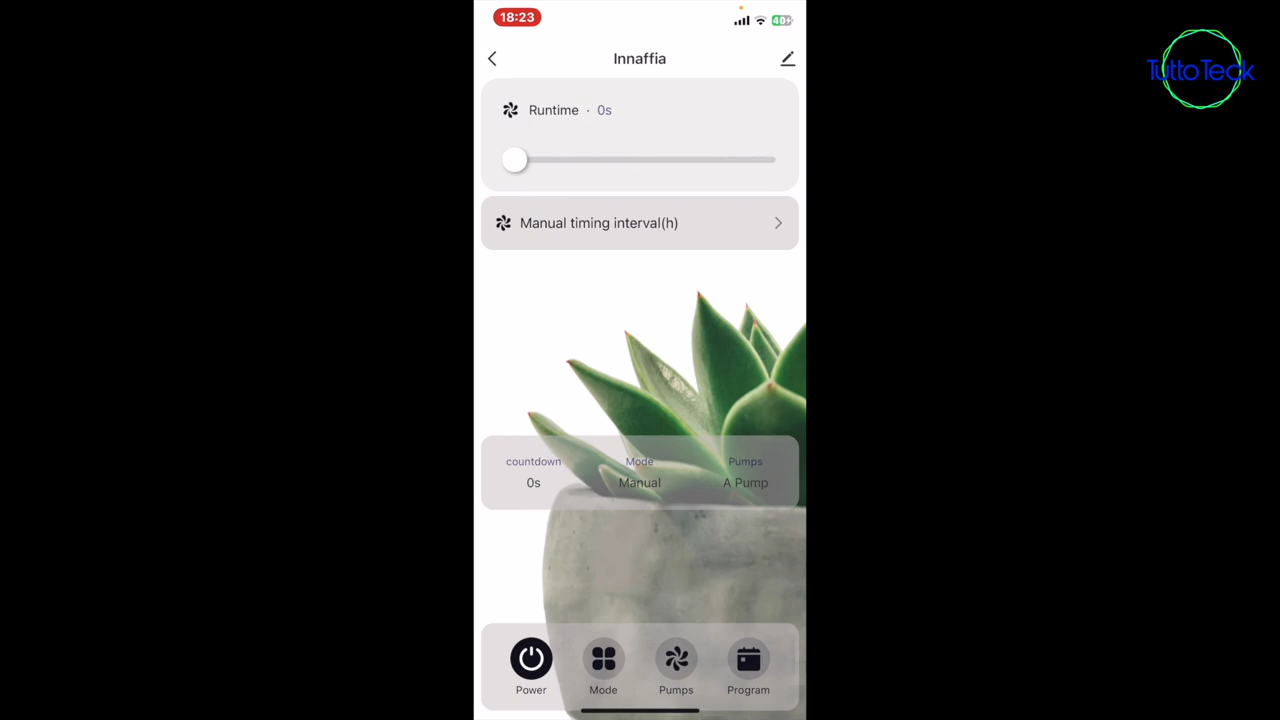 18:23
40
TuttoTeck
Innaffia
Runtime · 0s
Manual timing interval(h)
countdown Mode Pumps
0s Manual A Pump
Power Mode Pumps Program